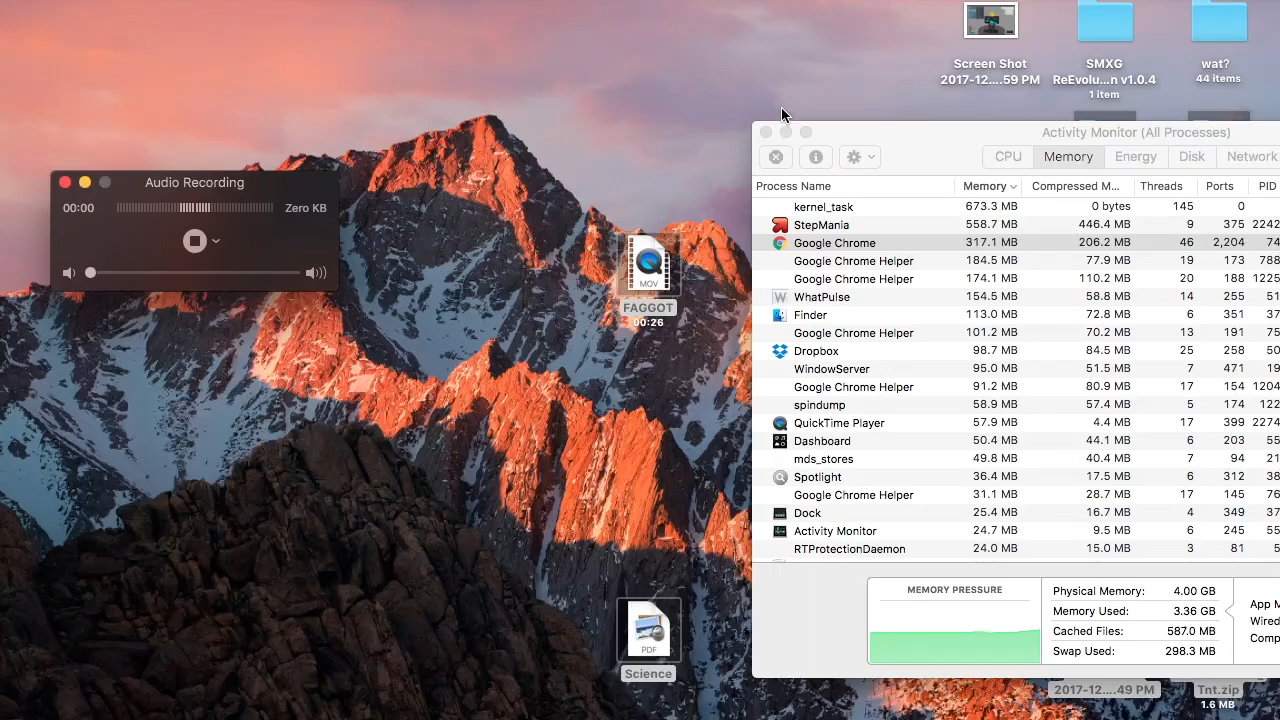 Screen Shot
2017-12....59 PM
SMXG
ReEvolu...n v1.0.4
1 item
wat?
44 items
Audio Recording
00:00
Zero KB
MOV
FAGGOT
00:26
PDF
Science
Activity Monitor (All Processes)
CPU Memory Energy Disk Network
Process Name Memory Compressed M... Threads Ports PID
kernel_task 673.3 MB 0 bytes 145 0
StepMania 558.7 MB 446.4 MB 9 375 2242
Google Chrome 317.1 MB 206.2 MB 46 2,204 74
Google Chrome Helper 184.5 MB 77.9 MB 19 173 788
Google Chrome Helper 174.1 MB 110.2 MB 20 188 1225
W WhatPulse 154.5 MB 55.8 MB 14 255 51
Finder 113.0 MB 72.8 MB 6 351 37
Google Chrome Helper 101.2 MB 70.2 MB 13 191 75
Dropbox 98.7 MB 84.5 MB 25 258 50
WindowServer 95.0 MB 51.5 MB 7 471 19
Google Chrome Helper 91.2 MB 80.9 MB 17 154 1204
spindump 58.9 MB 57.4 MB 5 174 122
QuickTime Player 57.9 MB 4.4 MB 17 399 2274
Dashboard 50.4 MB 44.1 MB 6 203 55
mds_stores 49.8 MB 40.4 MB 7 94 21
Spotlight 36.4 MB 17.5 MB 6 312 38
Google Chrome Helper 31.1 MB 28.7 MB 17 145 76
Dock 25.4 MB 16.7 MB 4 349 37
Activity Monitor 24.7 MB 9.5 MB 6 245 55
RTProtectionDaemon 24.0 MB 15.0 MB 3 81 5
MEMORY PRESSURE
Physical Memory: 4.00 GB
Memory Used: 3.36 GB
Cached Files: 587.0 MB
Swap Used: 298.3 MB
App M
Wired
Comp
2017-12....49 PM
Tnt.zip
1.6 MB